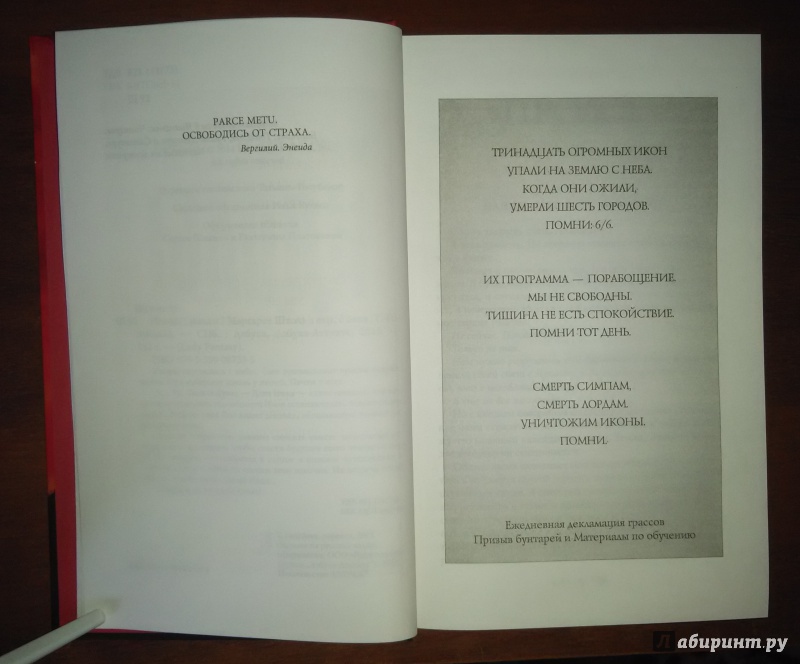 PARCE METU,
ОСВОБОДИСЬ ОТ СТРАХА.
Вергилий. Энеида
ТРИНАДЦАТЬ ОГРОМНЫХ ИКОН
УПАЛИ НА ЗЕМЛЮ С НЕБА.
КОГДА ОНИ ОЖИЛИ,
УМЕРЛИ ШЕСТЬ ГОРОДОВ.
ПОМНИ: 6/6.
ИХ ПРОГРАММА — ПОРАБОЩЕНИЕ.
МЫ НЕ СВОБОДНЫ.
ТИШИНА НЕ ЕСТЬ СПОКОЙСТВИЕ.
ПОМНИ ТОТ ДЕНЬ.
СМЕРТЬ СИМПАМ,
СМЕРТЬ ЛОРДАМ.
УНИЧТОЖИМ ИКОНЫ.
ПОМНИ.
Ежедневная декламация грассов
Призыв бунтарей и Материалы по обучению
Лабиринт.ру